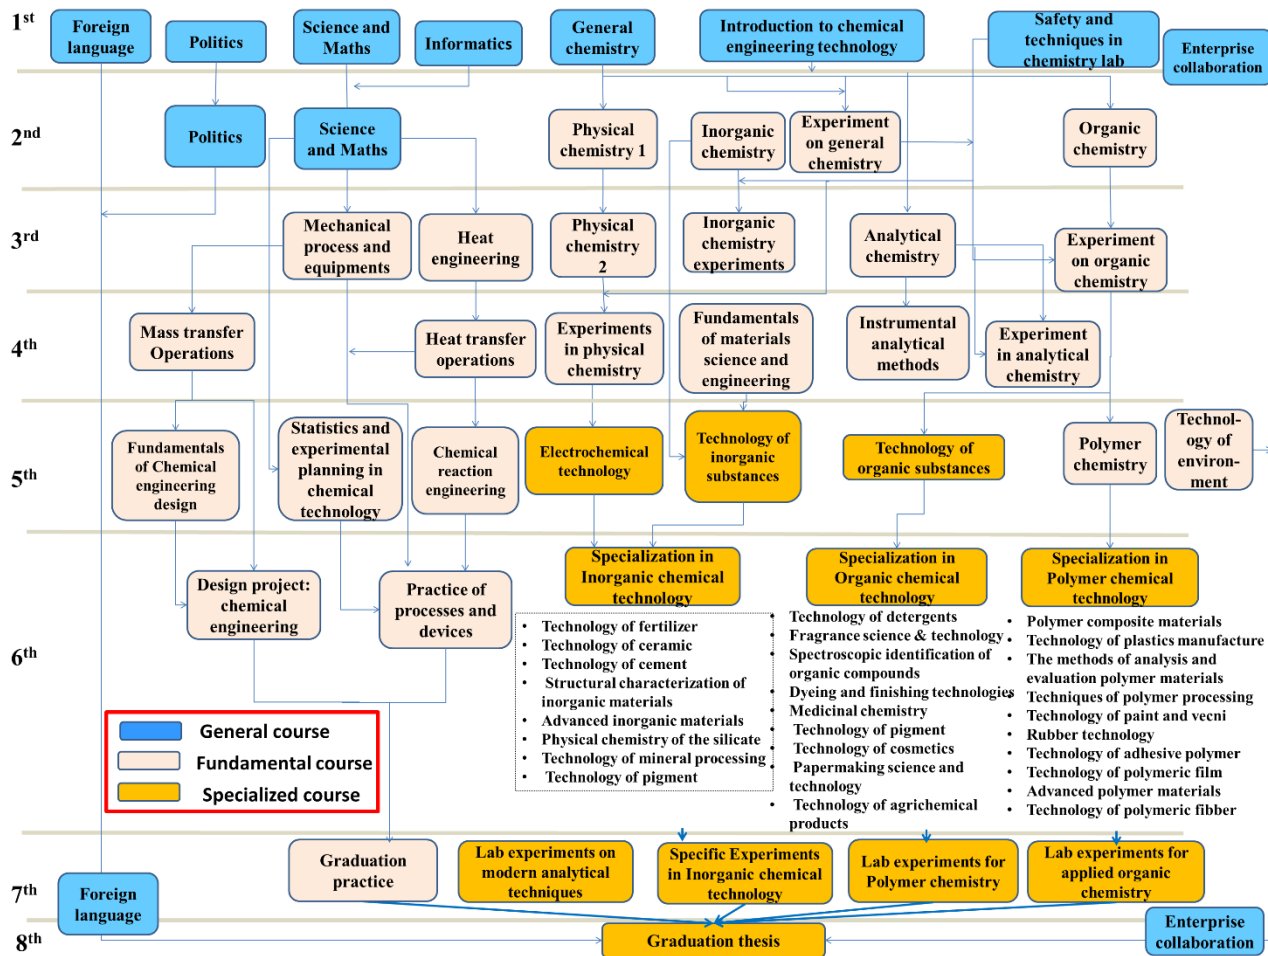 1st
Foreign
language
Politics
Science and
Maths
Informatics
General
chemistry
Introduction to chemical
engineering technology
Safety and
techniques in
chemistry lab
Enterprise
collaboration
2nd
Politics
Science
and Maths
Physical
chemistry 1
Inorganic
chemistry
Experiment
on general
chemistry
Organic
chemistry
3rd
Mechanical
process and
equipments
Heat
engineering
Physical
chemistry
2
Inorganic
chemistry
experiments
Analytical
chemistry
Experiment
on organic
chemistry
4th
Mass transfer
Operations
Heat transfer
operations
Experiments
in physical
chemistry
Fundamentals
of materials
science and
engineering
Instrumental
analytical
methods
Experiment
in analytical
chemistry
5th
Fundamentals
of Chemical
engineering
design
Statistics and
experimental
planning in
chemical
technology
Chemical
reaction
engineering
Electrochemical
technology
Technology of
inorganic
substances
Technology of
organic substances
Polymer
chemistry
Technol-
ogy of
environ-
ment
6th
Design project:
chemical
engineering
Practice of
processes and
devices
Specialization in
Inorganic chemical
technology
• Technology of fertilizer
• Technology of ceramic
• Technology of cement
• Structural characterization of
inorganic materials
• Advanced inorganic materials
• Physical chemistry of the silicate
• Technology of mineral processing
• Technology of pigment
Specialization in
Organic chemical
technology
• Technology of detergents
• Fragrance science & technology
• Spectroscopic identification of
organic compounds
• Dyeing and finishing technologies
• Medicinal chemistry
• Technology of pigment
• Technology of cosmetics
• Papermaking science and
technology
• Technology of agrichemical
products
Specialization in
Polymer chemical
technology
• Polymer composite materials
• Technology of plastics manufacture
• The methods of analysis and
evaluation polymer materials
• Techniques of polymer processing
• Technology of paint and vecni
• Rubber technology
• Technology of adhesive polymer
• Technology of polymeric film
• Advanced polymer materials
• Technology of polymeric fibber
General course
Fundamental course
Specialized course
7th
Foreign
language
Graduation
practice
Lab experiments on
modern analytical
techniques
Specific Experiments
in Inorganic chemical
technology
Lab experiments for
Polymer chemistry
Lab experiments for
applied organic
chemistry
8th
Graduation thesis
Enterprise
collaboration